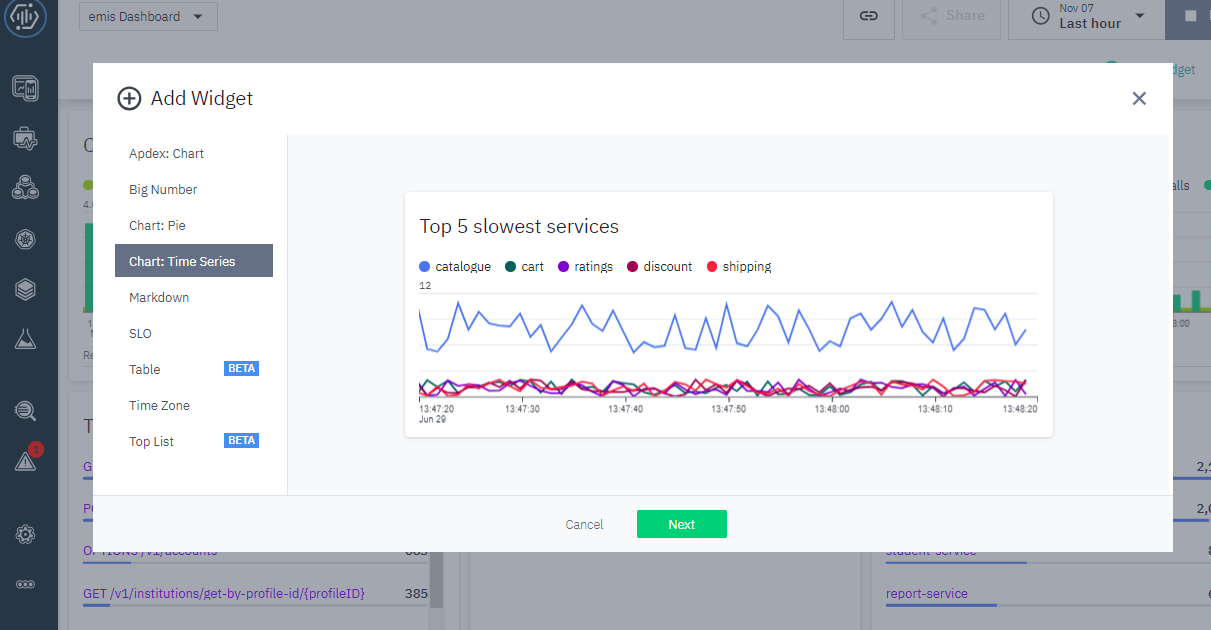 emis Dashboard
Share
Nov 07
Last hour
Add Widget
Apdex: Chart
Big Number
Chart: Pie
Chart: Time Series
Markdown
SLO
Table BETA
Time Zone
Top List BETA
Top 5 slowest services
catalogue cart ratings discount shipping
12
13:47:20 13:47:30 13:47:40 13:47:50 13:48:00 13:48:10 13:48:20
Jun 29
Cancel Next
GET /v1/institutions/get-by-profile-id/{profileID} 385
student-service
report-service